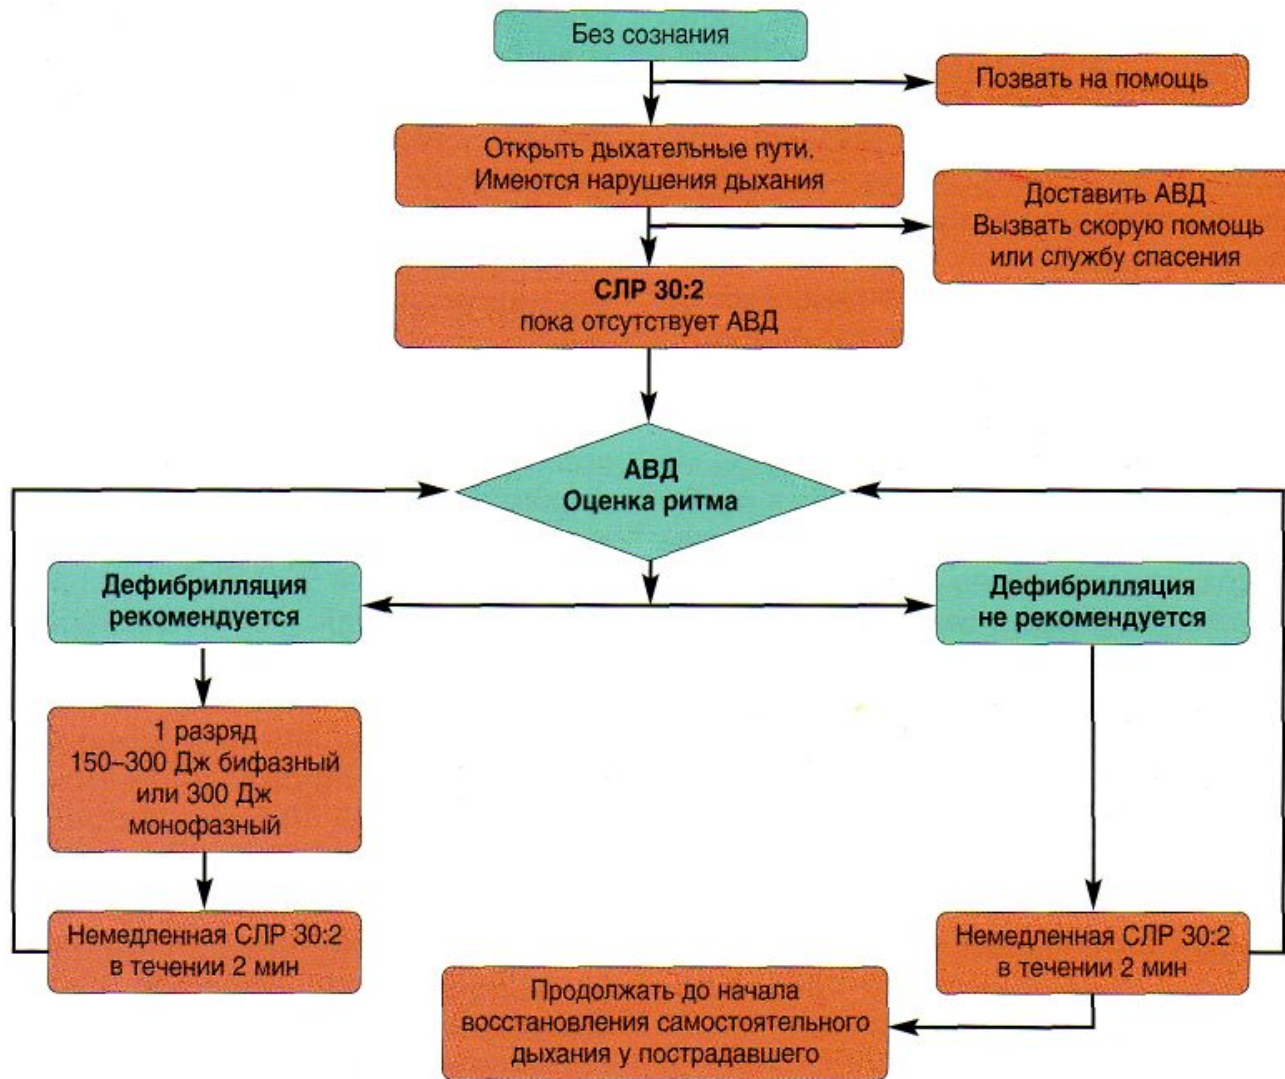 Без сознания
Позвать на помощь
Открыть дыхательные пути.
Имеются нарушения дыхания
Доставить АВД
Вызвать скорую помощь
или службу спасения
СЛР 30:2
пока отсутствует АВД
АВД
Оценка ритма
Дефибрилляция
рекомендуется
Дефибрилляция
не рекомендуется
1 разряд
150–300 Дж бифазный
или 300 Дж
монофазный
Немедленная СЛР 30:2
в течении 2 мин
Немедленная СЛР 30:2
в течении 2 мин
Продолжать до начала
восстановления самостоятельного
дыхания у пострадавшего